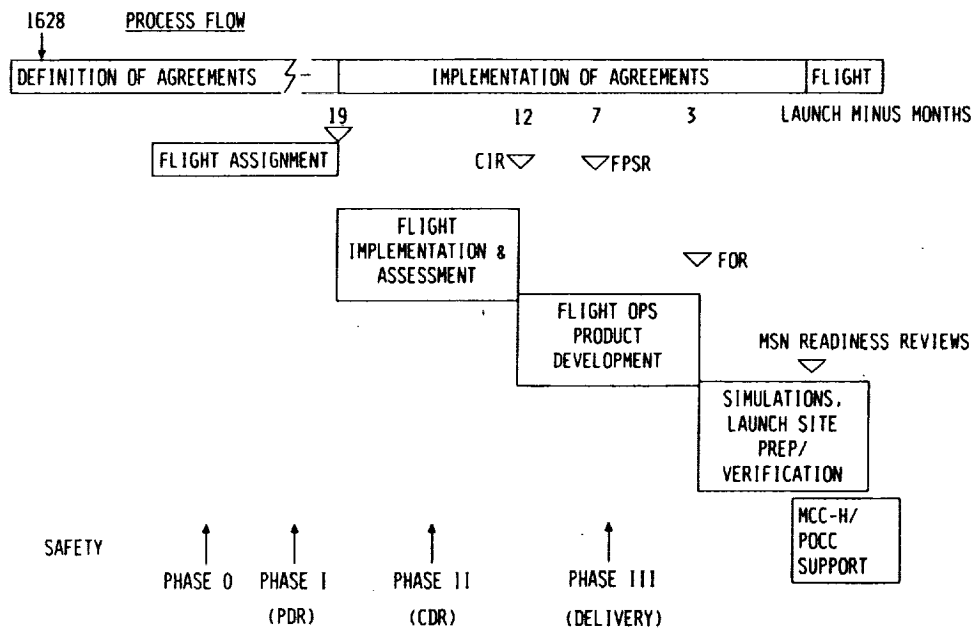 1628 PROCESS FLOW
DEFINITION OF AGREEMENTS IMPLEMENTATION OF AGREEMENTS FLIGHT
19 12 7 3 LAUNCH MINUS MONTHS
FLIGHT ASSIGNMENT CIR FPSR
FLIGHT
IMPLEMENTATION &
ASSESSMENT
FOR
FLIGHT OPS
PRODUCT
DEVELOPMENT
MSN READINESS REVIEWS
SIMULATIONS,
LAUNCH SITE
PREP/
VERIFICATION
MCC-H/
POCC
SUPPORT
SAFETY
PHASE 0 PHASE I PHASE II PHASE III
(PDR) (CDR) (DELIVERY)